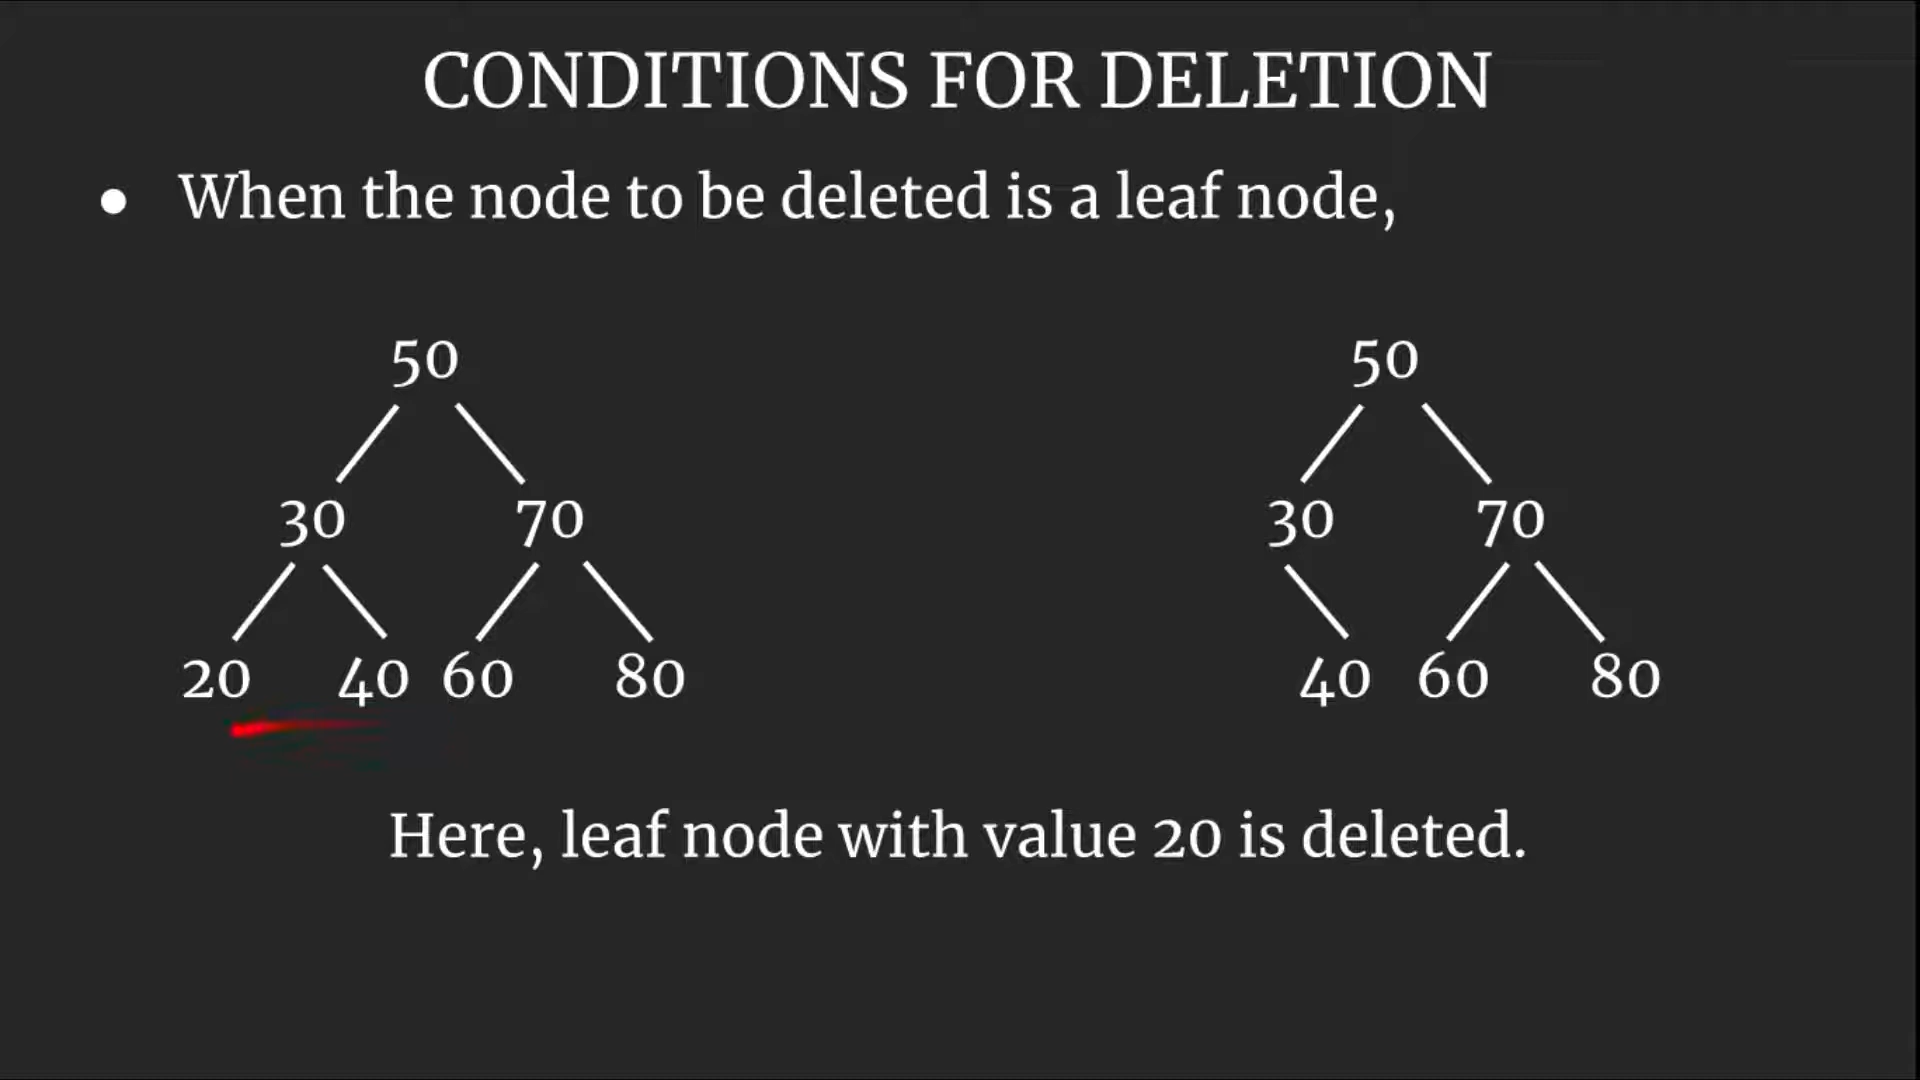 CONDITIONS FOR DELETION
● When the node to be deleted is a leaf node,
50 50
30 70 30 70
20 40 60 80 40 60 80
Here, leaf node with value 20 is deleted.